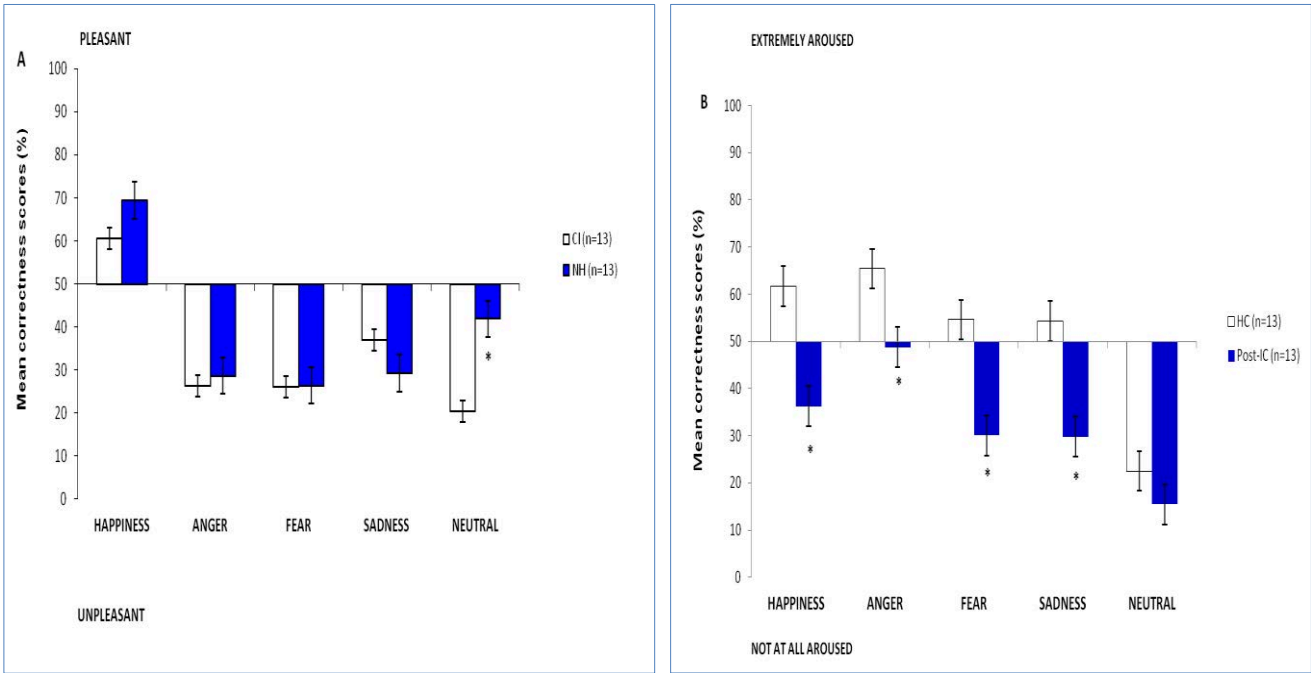 PLEASANT
A
Mean correctness scores (%)
100
90
80
70
60
50
40
30
20
10
0
*
HAPPINESS ANGER FEAR SADNESS NEUTRAL
CI (n=13)
NH (n=13)
UNPLEASANT
EXTREMELY AROUSED
B
Mean correctness scores (%)
100
90
80
70
60
50
40
30
20
10
0
* * * *
HAPPINESS ANGER FEAR SADNESS NEUTRAL
HC (n=13)
Post-IC (n=13)
NOT AT ALL AROUSED